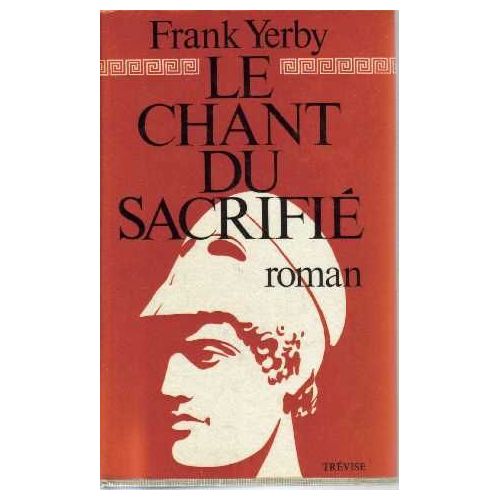 Frank Yerby
LE
CHANT
DU
SACRIFIÉ
roman
TRÉVISE